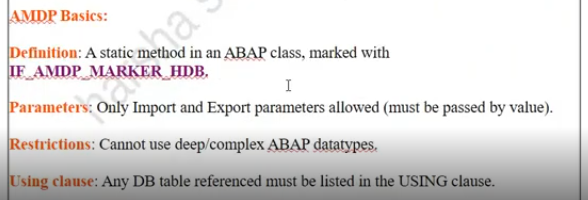 AMDP Basics:
Definition: A static method in an ABAP class, marked with
IF_AMDP_MARKER_HDB.
Parameters: Only Import and Export parameters allowed (must be passed by value).
Restrictions: Cannot use deep/complex ABAP datatypes.
Using clause: Any DB table referenced must be listed in the USING clause.